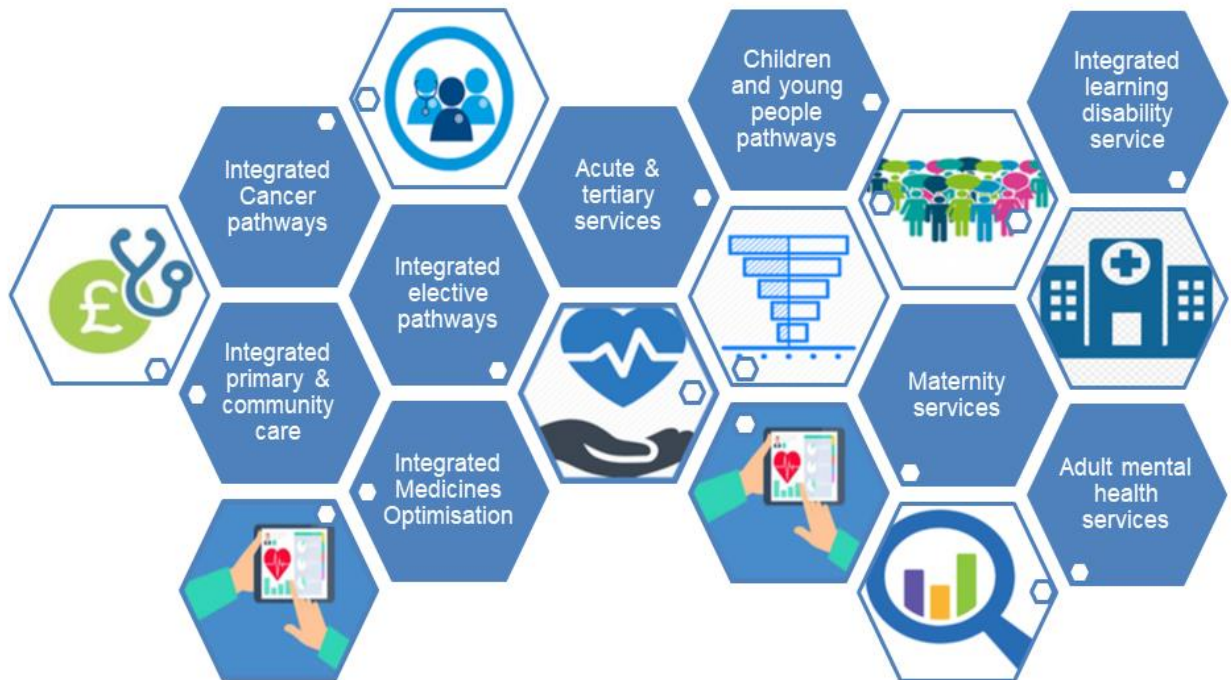 Children
and young
people
pathways
Integrated
learning
disability
service
Integrated
Cancer
pathways
Acute &
tertiary
services
£
Integrated
elective
pathways
Integrated
primary &
community
care
Maternity
services
Integrated
Medicines
Optimisation
Adult mental
health
services